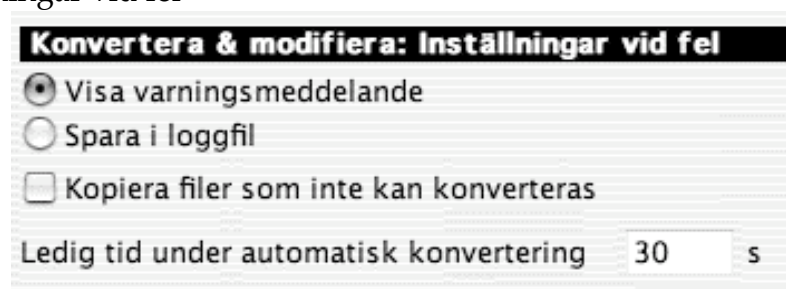 Konvertera & modifiera: Inställningar vid fel
Visa varningsmeddelande
Spara i loggfil
Kopiera filer som inte kan konverteras
Ledig tid under automatisk konvertering 30 s